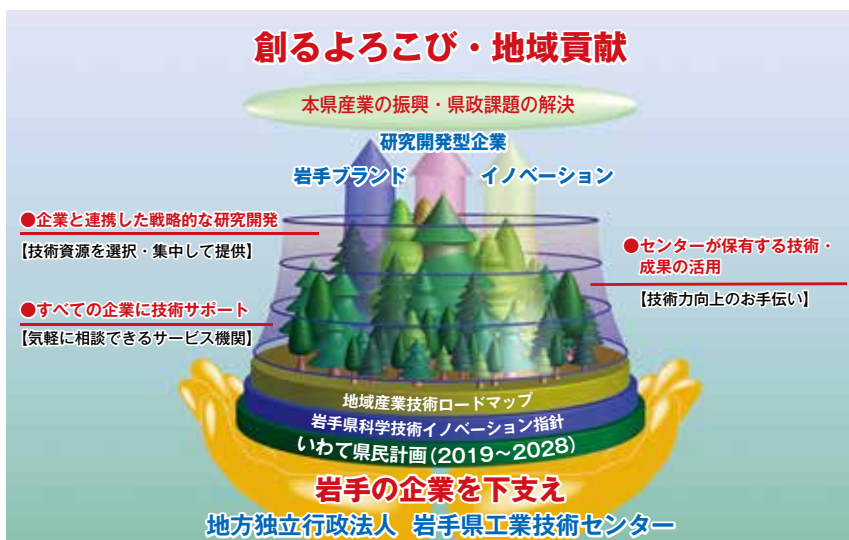 創るよろこび・地域貢献
本県産業の振興・県政課題の解決
研究開発型企業
岩手ブランド
イノベーション
●企業と連携した戦略的な研究開発
【技術資源を選択・集中して提供】
●センターが保有する技術・
成果の活用
【技術力向上のお手伝い】
●すべての企業に技術サポート
【気軽に相談できるサービス機関】
地域産業技術ロードマップ
岩手県科学技術イノベーション指針
いわて県民計画(2019~2028)
岩手の企業を下支え
地方独立行政法人 岩手県工業技術センター